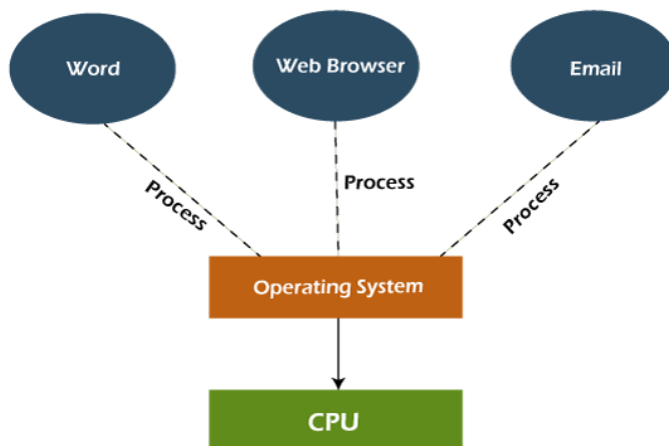 Word
Web Browser
Email
Process
Process
Process
Operating System
CPU